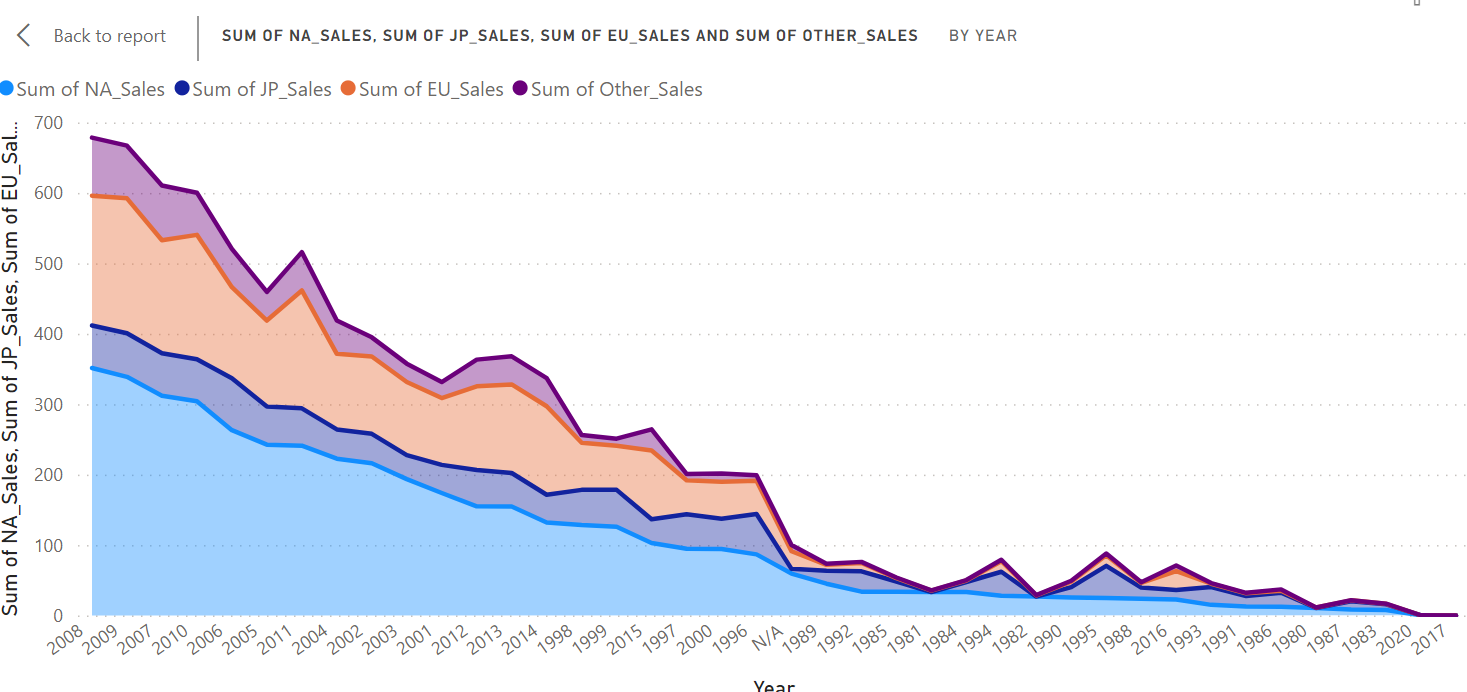 Back to report
SUM OF NA_SALES, SUM OF JP_SALES, SUM OF EU_SALES AND SUM OF OTHER_SALES BY YEAR
Sum of NA_Sales Sum of JP_Sales Sum of EU_Sales Sum of Other_Sales
Sum of NA_Sales, Sum of JP_Sales, Sum of EU_Sal...
700
600
500
400
300
200
100
0
2008 2009 2007 2010 2006 2005 2011 2004 2002 2003 2001 2012 2013 2014 1998 1999 2015 1997 2000 1996 N/A 1989 1992 1985 1981 1984 1994 1982 1990 1995 1988 2016 1993 1991 1986 1980 1987 1983 2020 2017
Year